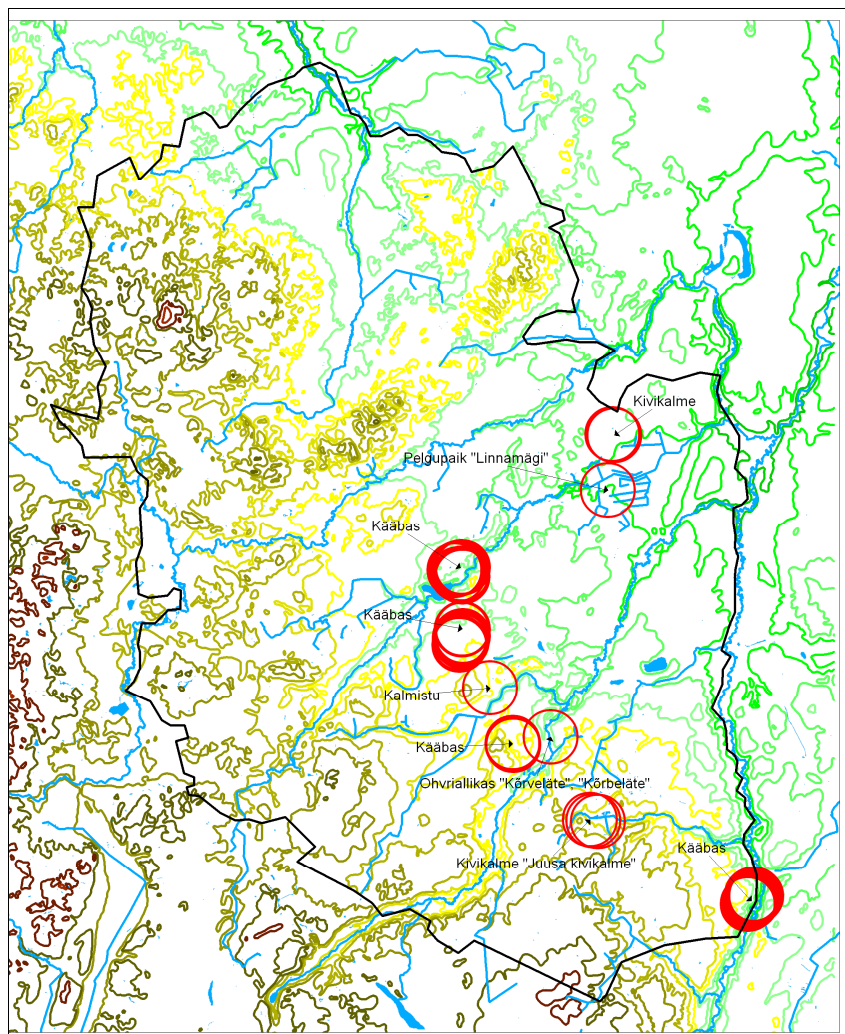 Kivikalme
Pelgupaik "Linnamägi"
Kääbas
Kääbas
Kalmistu
Kääbas
Ohvriallikas "Kõrveläte", "Kõrbeläte"
Kääbas
Kivikalme "Juusa kivikalme"